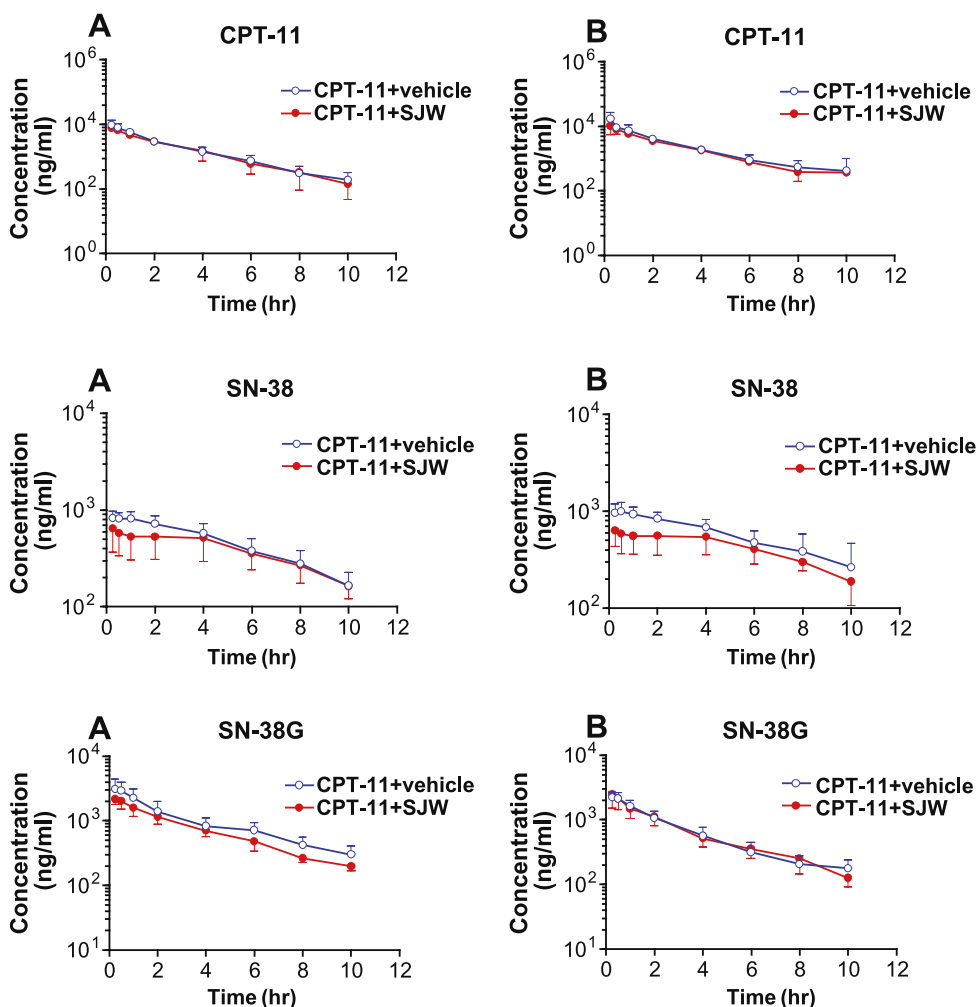 A
CPT-11
Concentration
(ng/ml)
10^6
10^4
10^2
10^0
CPT-11+vehicle
CPT-11+SJW
0 2 4 6 8 10 12
Time (hr)
B
CPT-11
Concentration
(ng/ml)
10^6
10^4
10^2
10^0
CPT-11+vehicle
CPT-11+SJW
0 2 4 6 8 10 12
Time (hr)
A
SN-38
Concentration
(ng/ml)
10^4
10^3
10^2
CPT-11+vehicle
CPT-11+SJW
0 2 4 6 8 10 12
Time (hr)
B
SN-38
Concentration
(ng/ml)
10^4
10^3
10^2
CPT-11+vehicle
CPT-11+SJW
0 2 4 6 8 10 12
Time (hr)
A
SN-38G
Concentration
(ng/ml)
10^4
10^3
10^2
10^1
CPT-11+vehicle
CPT-11+SJW
0 2 4 6 8 10 12
Time (hr)
B
SN-38G
Concentration
(ng/ml)
10^4
10^3
10^2
10^1
CPT-11+vehicle
CPT-11+SJW
0 2 4 6 8 10 12
Time (hr)